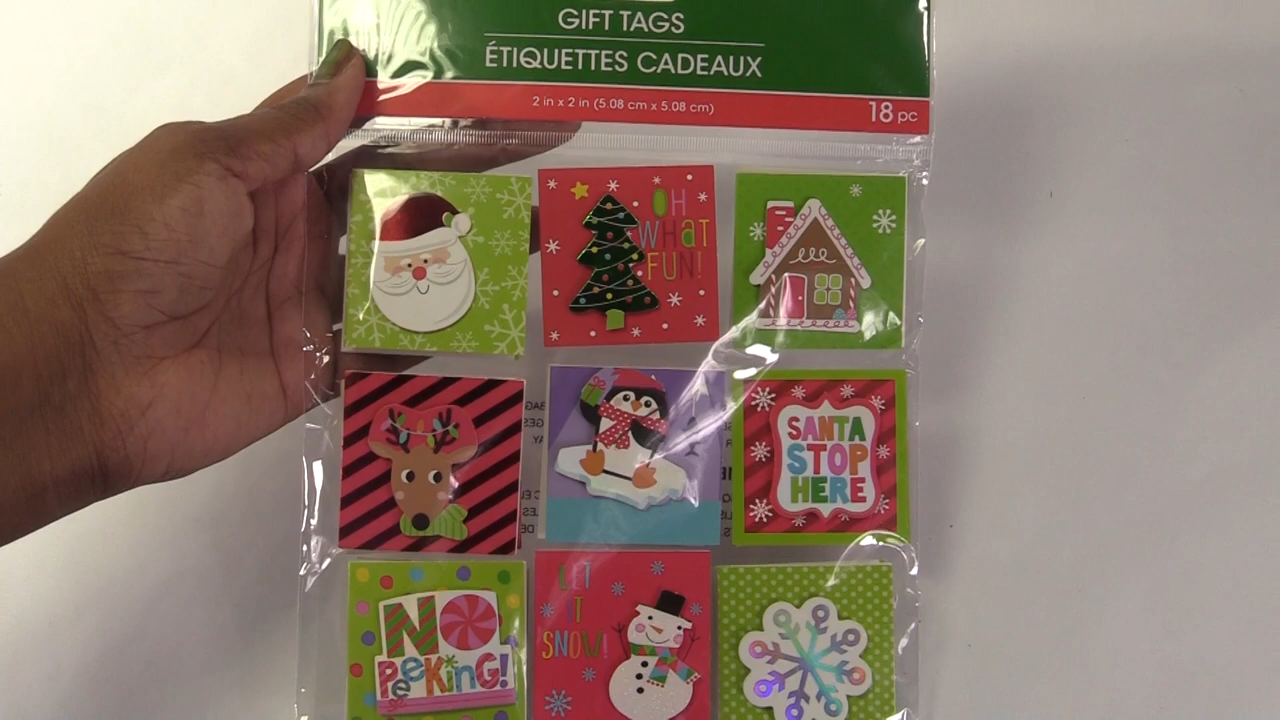 GIFT TAGS
ÉTIQUETTES CADEAUX
2 in x 2 in (5.08 cm x 5.08 cm)
18 pc
OH
WHaT
FUN!
SANTA
STOP
HERE
NO
PeeKing!
LET
IT
SNOW!